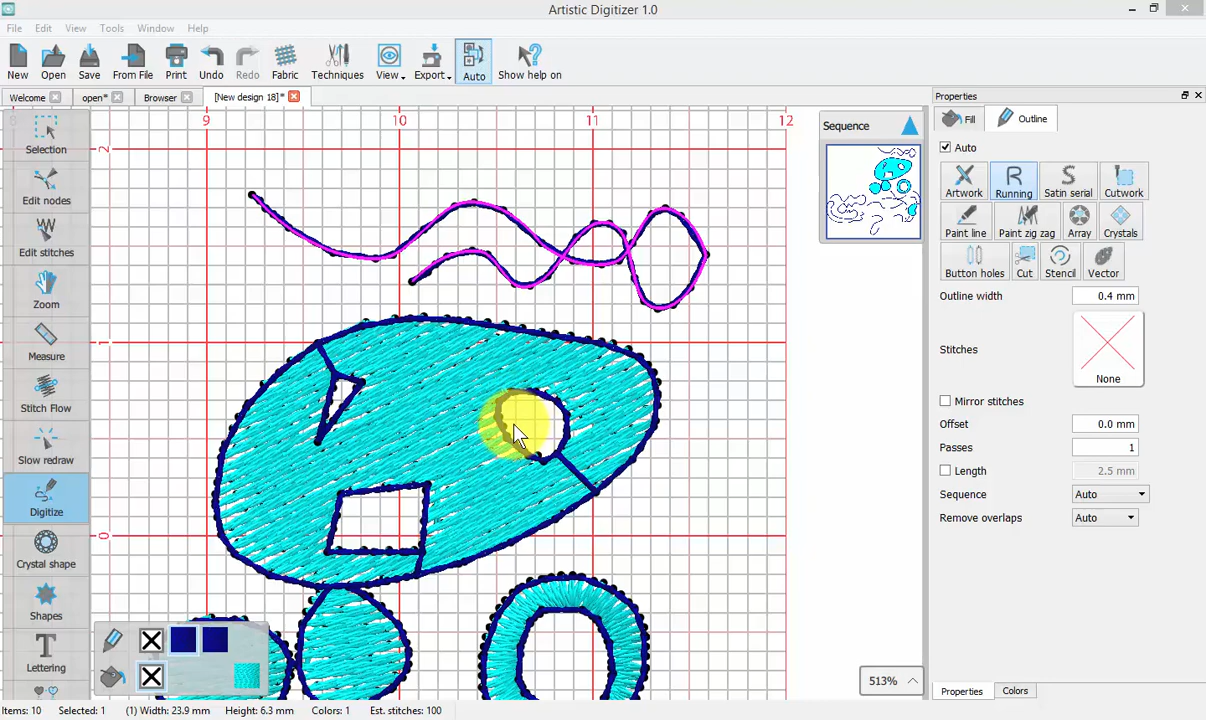 Artistic Digitizer 1.0
File Edit View Tools Window Help
New Open Save From File Print Undo Redo Fabric Techniques View Export Auto Show help on
Welcome open* Browser [New design 18]*
Properties
Fill Outline
Auto
Artwork Running Satin serial Cutwork
Paint line Paint zig zag Array Crystals
Button holes Cut Stencil Vector
Outline width 0.4 mm
Stitches
None
Mirror stitches
Offset 0.0 mm
Passes 1
Length 2.5 mm
Sequence Auto
Remove overlaps Auto
Properties Colors
Sequence
9 10 11 12
2
1
0
Selection
Edit nodes
Edit stitches
Zoom
Measure
Stitch Flow
Slow redraw
Digitize
Crystal shape
Shapes
Lettering
513%
Items: 10 Selected: 1 (1) Width: 23.9 mm Height: 6.3 mm Colors: 1 Est. stitches: 100